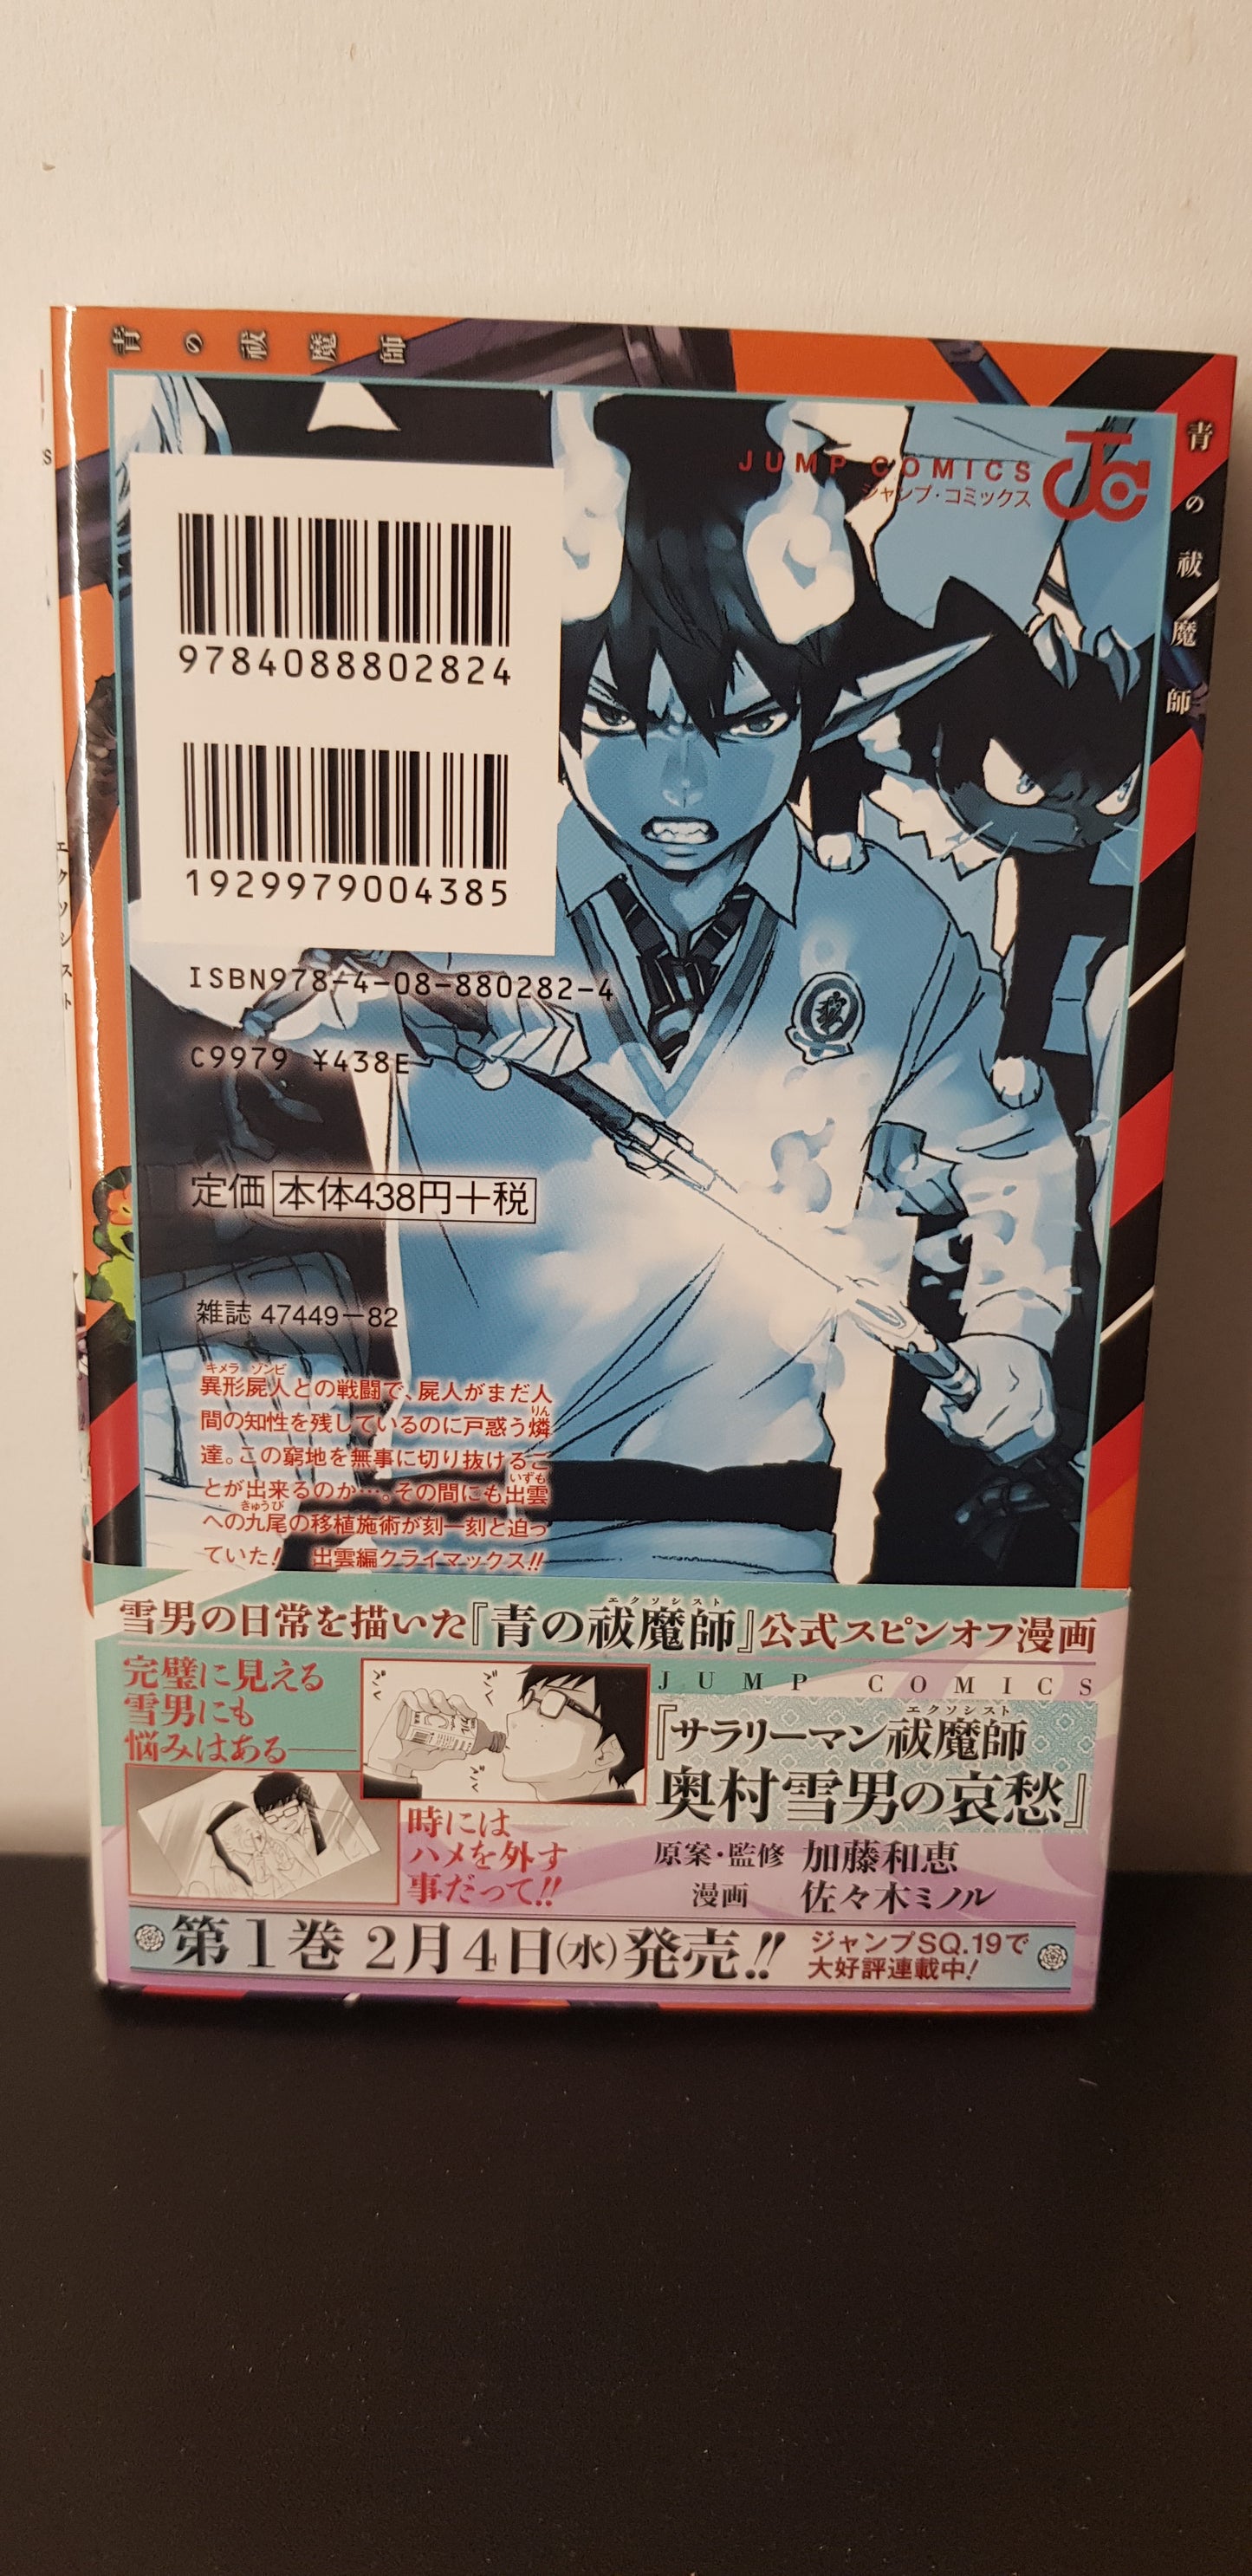 青の祓魔師
JUMP COMICS
ジャンプ・コミックス
青の祓魔師
エクソシスト
9784088802824
1929979004385
ISBN978-4-08-880282-4
C9979 ¥438E
定価 本体438円+税
雑誌 47449-82
キメラ ゾンビ
異形屍人との戦闘で、屍人がまだ人
りん
間の知性を残しているのに戸惑う燐
達。この窮地を無事に切り抜けるこ
いずも
とが出来るのか…。その間にも出雲
きゅうび
への九尾の移植施術が刻一刻と迫っ
ていた! 出雲編クライマックス!!
エクソシスト
雪男の日常を描いた『青の祓魔師』公式スピンオフ漫画
完璧に見える
雪男にも
悩みはある──
JUMP COMICS
エクソシスト
『サラリーマン祓魔師
奥村雪男の哀愁』
時には
ハメを外す
事だって!!
原案・監修 加藤和恵
漫画 佐々木ミノル
第1巻 2月4日(水)発売!!
ジャンプSQ.19で
大好評連載中!